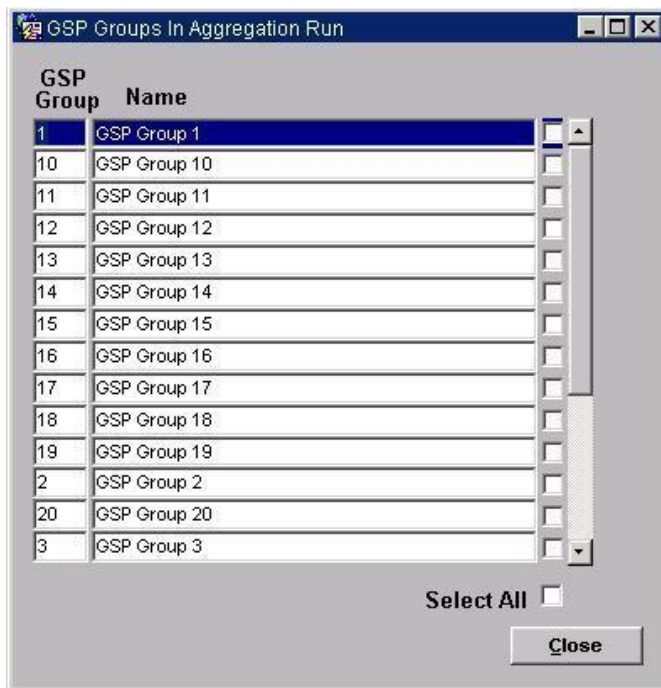 GSP Groups In Aggregation Run
GSP
Group Name
1 GSP Group 1
10 GSP Group 10
11 GSP Group 11
12 GSP Group 12
13 GSP Group 13
14 GSP Group 14
15 GSP Group 15
16 GSP Group 16
17 GSP Group 17
18 GSP Group 18
19 GSP Group 19
2 GSP Group 2
20 GSP Group 20
3 GSP Group 3
Select All
Close